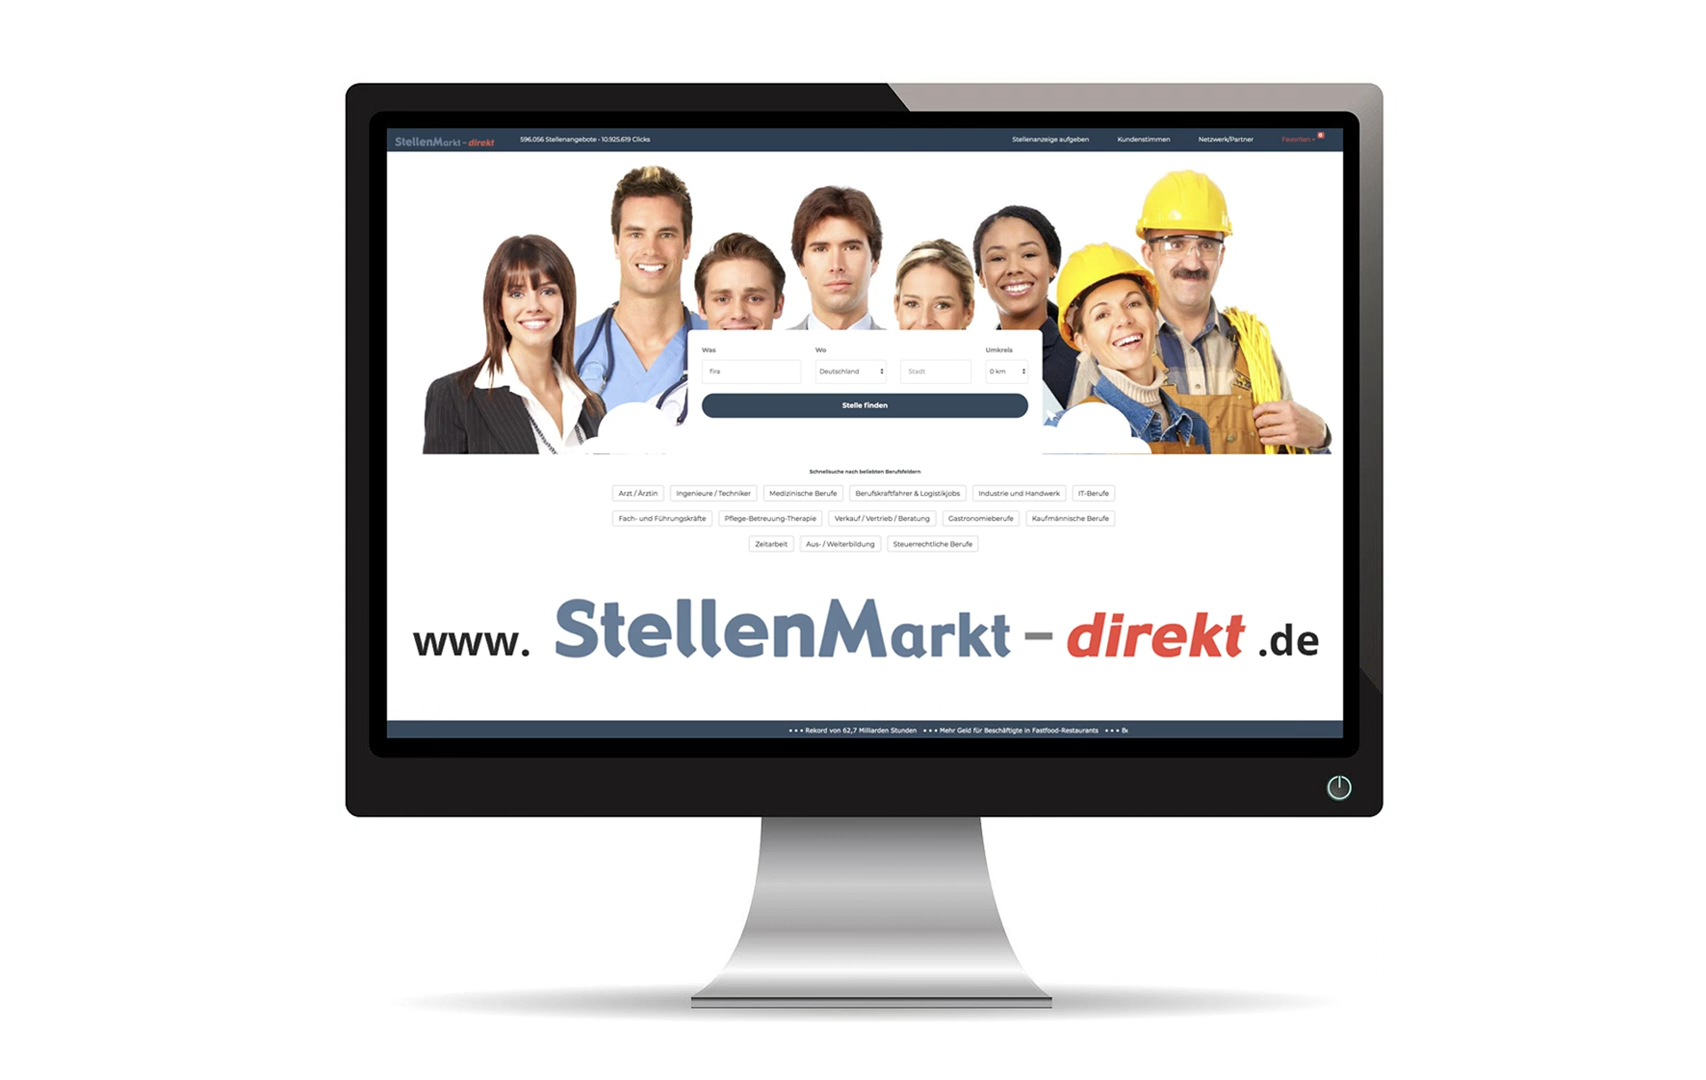 StellenMarkt - direkt 596.056 Stellenangebote • 10.925.619 Clicks Stellenanzeige aufgeben Kundenstimmen Netzwerk/Partner Favoriten 0
Was Wo Umkreis
fira Deutschland Stadt 0 km
Stelle finden
Schnellsuche nach beliebten Berufsfeldern
Arzt / Ärztin Ingenieure / Techniker Medizinische Berufe Berufskraftfahrer & Logistikjobs Industrie und Handwerk IT-Berufe
Fach- und Führungskräfte Pflege-Betreuung-Therapie Verkauf / Vertrieb / Beratung Gastronomieberufe Kaufmännische Berufe
Zeitarbeit Aus- / Weiterbildung Steuerrechtliche Berufe
www. StellenMarkt - direkt .de
• • • Rekord von 62,7 Milliarden Stunden • • • Mehr Geld für Beschäftigte in Fastfood-Restaurants • • •